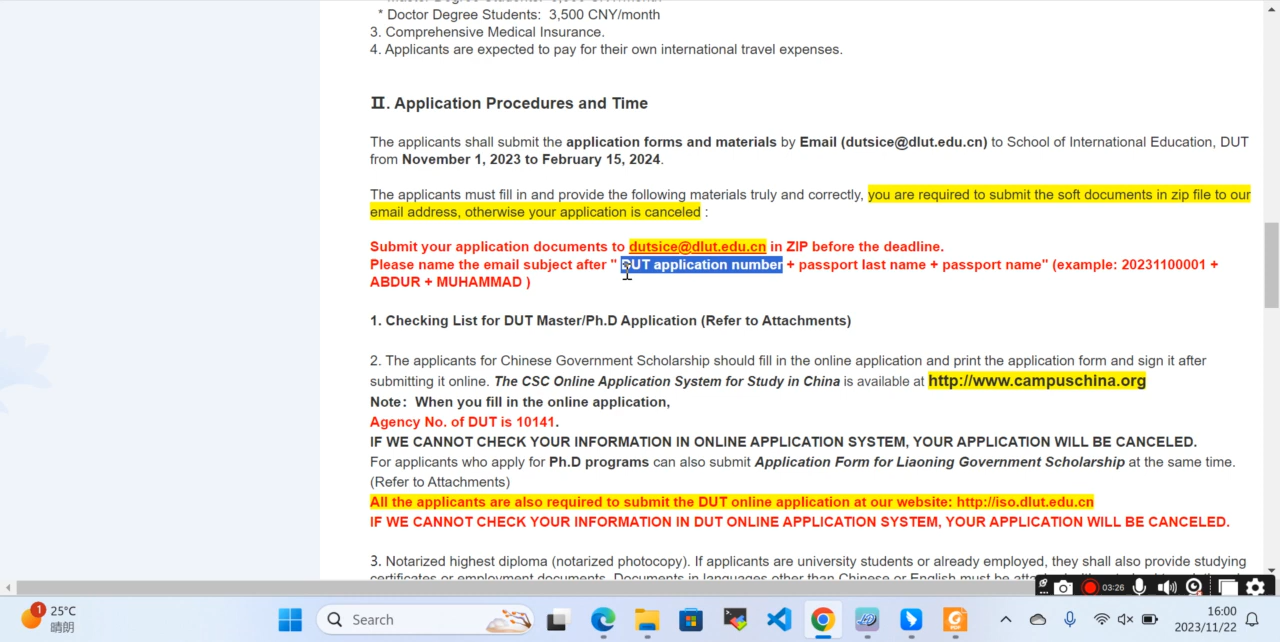 * Doctor Degree Students: 3,500 CNY/month
3. Comprehensive Medical Insurance.
4. Applicants are expected to pay for their own international travel expenses.
Ⅱ. Application Procedures and Time
The applicants shall submit the application forms and materials by Email (dutsice@dlut.edu.cn) to School of International Education, DUT
from November 1, 2023 to February 15, 2024.
The applicants must fill in and provide the following materials truly and correctly, you are required to submit the soft documents in zip file to our
email address, otherwise your application is canceled :
Submit your application documents to dutsice@dlut.edu.cn in ZIP before the deadline.
Please name the email subject after " DUT application number + passport last name + passport name" (example: 20231100001 +
ABDUR + MUHAMMAD )
1. Checking List for DUT Master/Ph.D Application (Refer to Attachments)
2. The applicants for Chinese Government Scholarship should fill in the online application and print the application form and sign it after
submitting it online. The CSC Online Application System for Study in China is available at http://www.campuschina.org
Note: When you fill in the online application,
Agency No. of DUT is 10141.
IF WE CANNOT CHECK YOUR INFORMATION IN ONLINE APPLICATION SYSTEM, YOUR APPLICATION WILL BE CANCELED.
For applicants who apply for Ph.D programs can also submit Application Form for Liaoning Government Scholarship at the same time.
(Refer to Attachments)
All the applicants are also required to submit the DUT online application at our website: http://iso.dlut.edu.cn
IF WE CANNOT CHECK YOUR INFORMATION IN DUT ONLINE APPLICATION SYSTEM, YOUR APPLICATION WILL BE CANCELED.
3. Notarized highest diploma (notarized photocopy). If applicants are university students or already employed, they shall also provide studying
certificates or employment documents. Documents in languages other than Chinese or English must be
03:26
1
25°C
晴朗
Search
16:00
2023/11/22